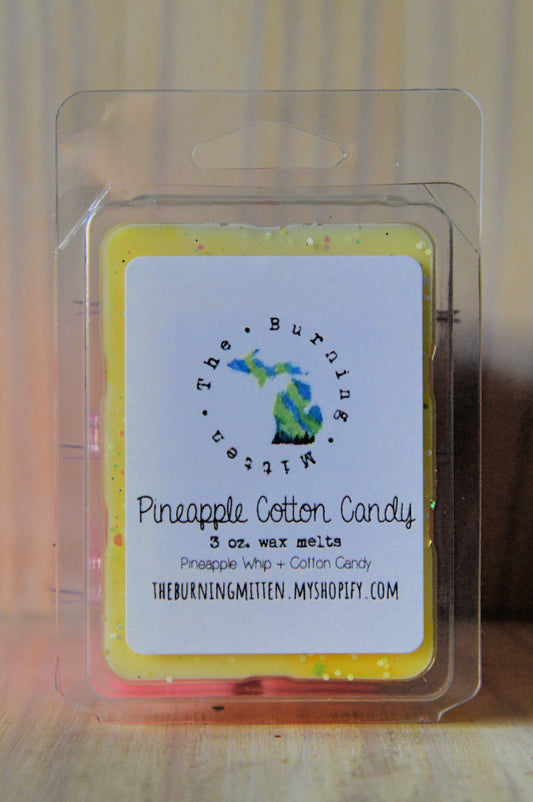 The • Burning • Mitten •
Pineapple Cotton Candy
3 oz. wax melts
Pineapple Whip + Cotton Candy
THEBURNINGMITTEN.MYSHOPIFY.COM